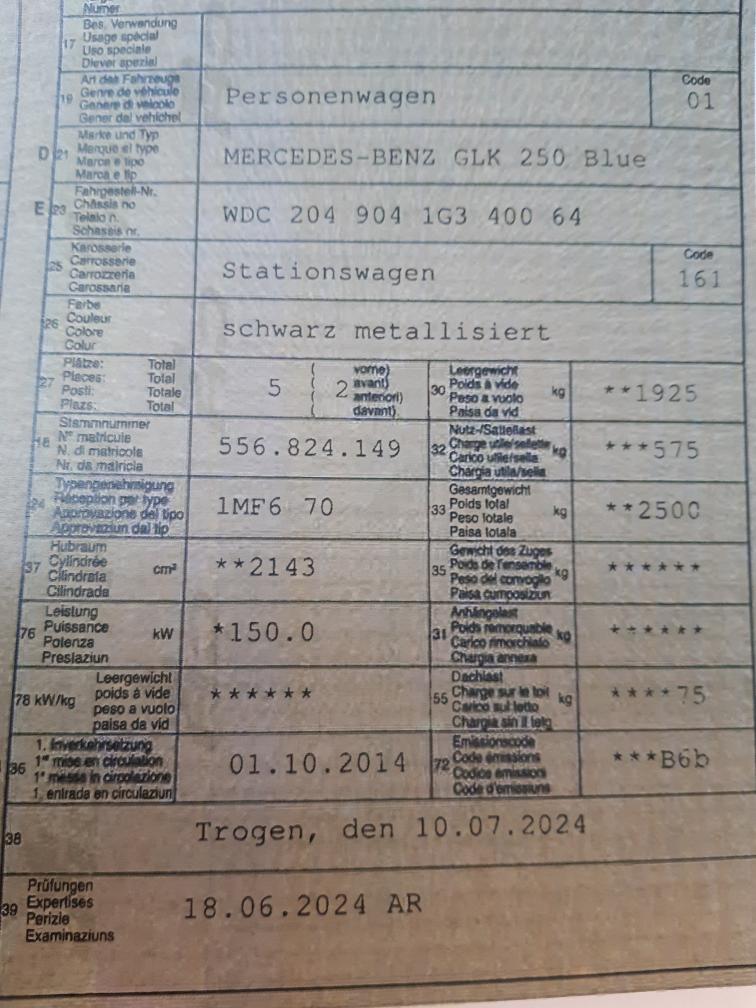 Numer
17 Bes. Verwendung
Usage spécial
Uso speciale
Diever spezial
19 Art des Fahrzeugs
Genre de véhicule
Genere di veicolo
Gener dal vehichel
Personenwagen
Code
01
D 21 Marke und Typ
Marque et type
Marca e tipo
Marca e tip
MERCEDES-BENZ GLK 250 Blue
E 23 Fahrgestell-Nr.
Châssis no
Telaio n.
Schassis nr.
WDC 204 904 1G3 400 64
25 Karosserie
Carrosserie
Carrozzeria
Carossaria
Stationswagen
Code
161
26 Farbe
Couleur
Colore
Colur
schwarz metallisiert
27 Plätze: Total
Places: Total
Posti: Totale
Plazs: Total
5 ( 2 vorne)
avant)
anteriori)
davant)
30 Leergewicht
Poids à vide
Peso a vuoto
Paisa da vid
kg
**1925
18 Stammnummer
N° matricule
N. di matricola
Nr. da matricla
556.824.149
32 Nutz-/Sattellast
Charge utile/sellette
Carico utile/sella
Chargia utila/sella
kg
***575
24 Typengenehmigung
Réception par type
Approvazione del tipo
Approvaziun dal tip
1MF6 70
33 Gesamtgewicht
Poids total
Peso totale
Paisa totala
kg
**2500
37 Hubraum
Cylindrée
Cilindrata
Cilindrada
cm³
**2143
35 Gewicht des Zuges
Poids de l'ensemble
Peso del convoglio
Paisa cumposiziun
kg
******
76 Leistung
Puissance
Potenza
Prestaziun
kW
*150.0
31 Anhängelast
Poids remorquable
Carico rimorchiato
Chargia annexa
kg
******
78 kW/kg Leergewicht
poids à vide
peso a vuoto
paisa da vid
******
55 Dachlast
Charge sur le toit
Carico sul tetto
Chargia sin il tetg
kg
****75
36 1. Inverkehrsetzung
1re mise en circulation
1a messa in circolazione
1. entrada en circulaziun
01.10.2014
72 Emissionscode
Code émissions
Codice emissioni
Code d'emissiuns
***B6b
38 Trogen, den 10.07.2024
39 Prüfungen
Expertises
Perizie
Examinaziuns
18.06.2024 AR